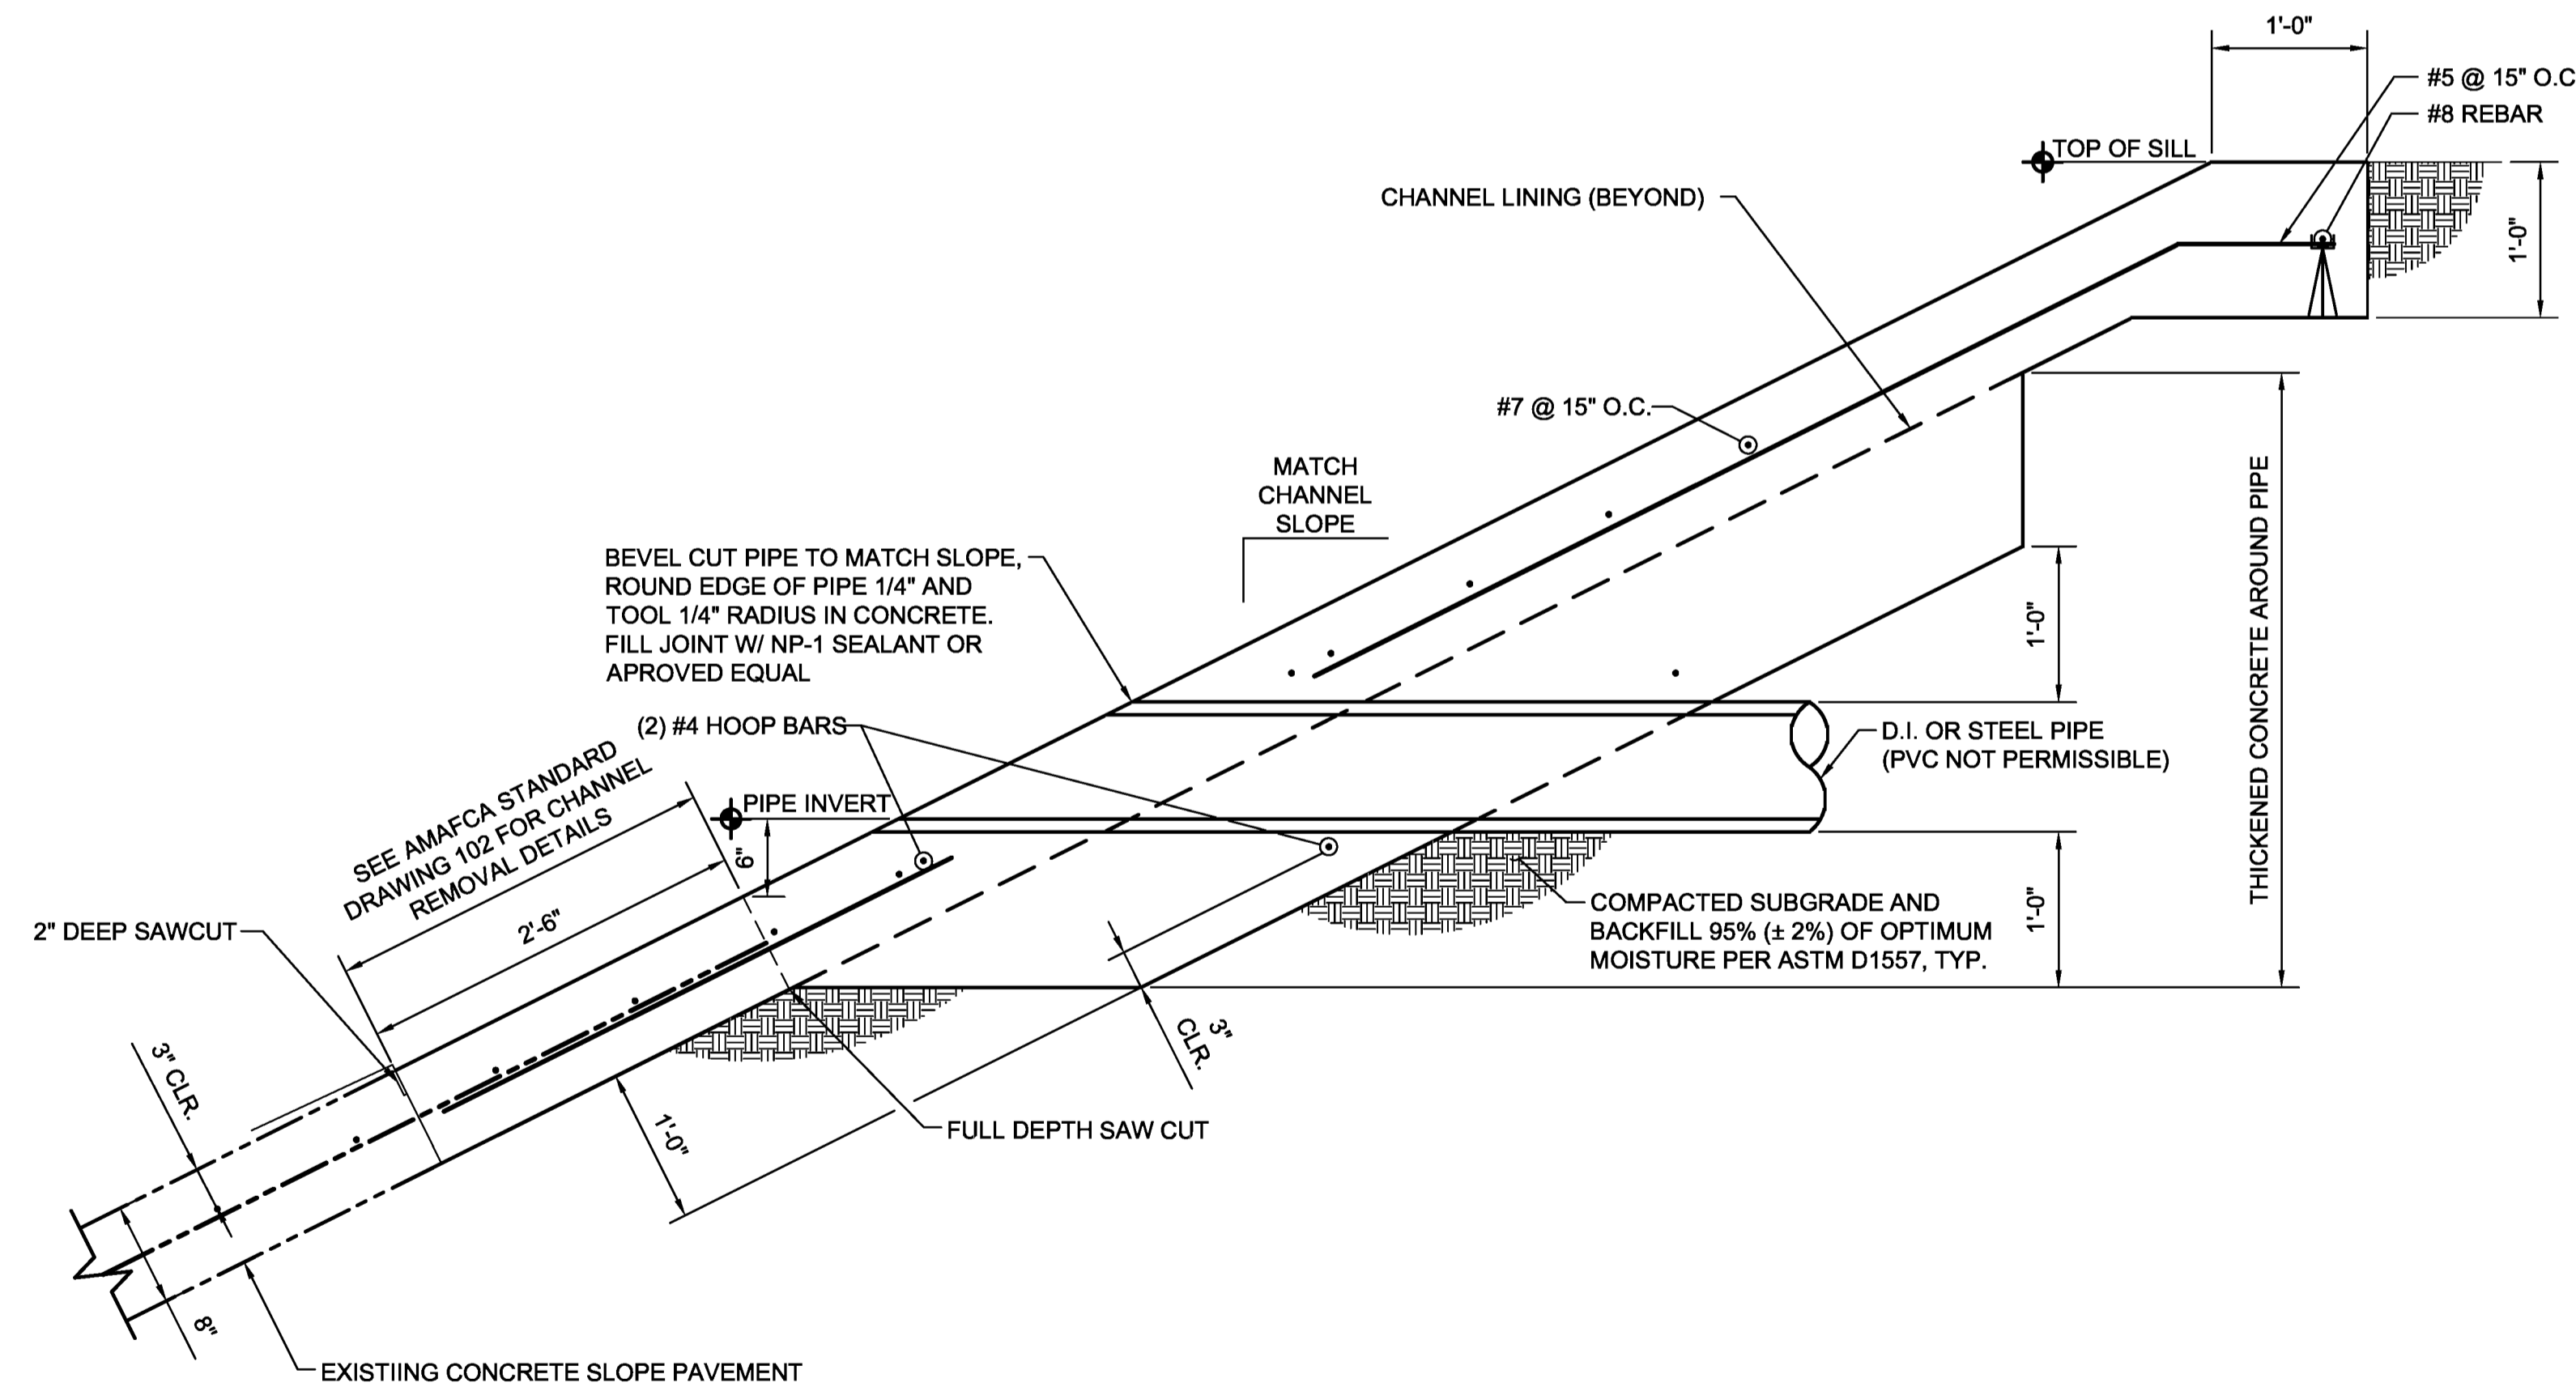 1'-0"
#5 @ 15" O.C
#8 REBAR
TOP OF SILL
CHANNEL LINING (BEYOND)
1'-0"
#7 @ 15" O.C.
MATCH
CHANNEL
SLOPE
THICKENED CONCRETE AROUND PIPE
BEVEL CUT PIPE TO MATCH SLOPE,
ROUND EDGE OF PIPE 1/4" AND
TOOL 1/4" RADIUS IN CONCRETE.
FILL JOINT W/ NP-1 SEALANT OR
APROVED EQUAL
1'-0"
(2) #4 HOOP BARS
D.I. OR STEEL PIPE
(PVC NOT PERMISSIBLE)
SEE AMAFCA STANDARD
DRAWING 102 FOR CHANNEL
REMOVAL DETAILS
PIPE INVERT
6"
2'-6"
2" DEEP SAWCUT
COMPACTED SUBGRADE AND
BACKFILL 95% (± 2%) OF OPTIMUM
MOISTURE PER ASTM D1557, TYP.
1'-0"
3" CLR.
3"
CLR.
1'-0"
FULL DEPTH SAW CUT
8"
EXISTIING CONCRETE SLOPE PAVEMENT